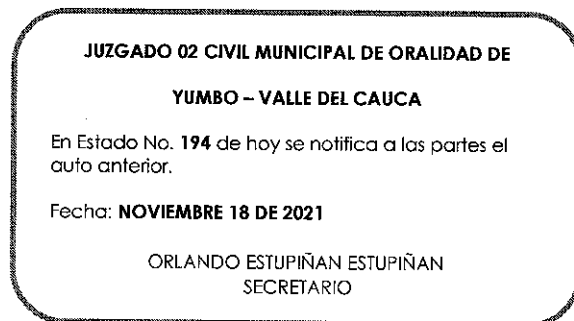 JUZGADO 02 CIVIL MUNICIPAL DE ORALIDAD DE
YUMBO – VALLE DEL CAUCA
En Estado No. 194 de hoy se notifica a las partes el
auto anterior.
Fecha: NOVIEMBRE 18 DE 2021
ORLANDO ESTUPIÑAN ESTUPIÑAN
SECRETARIO